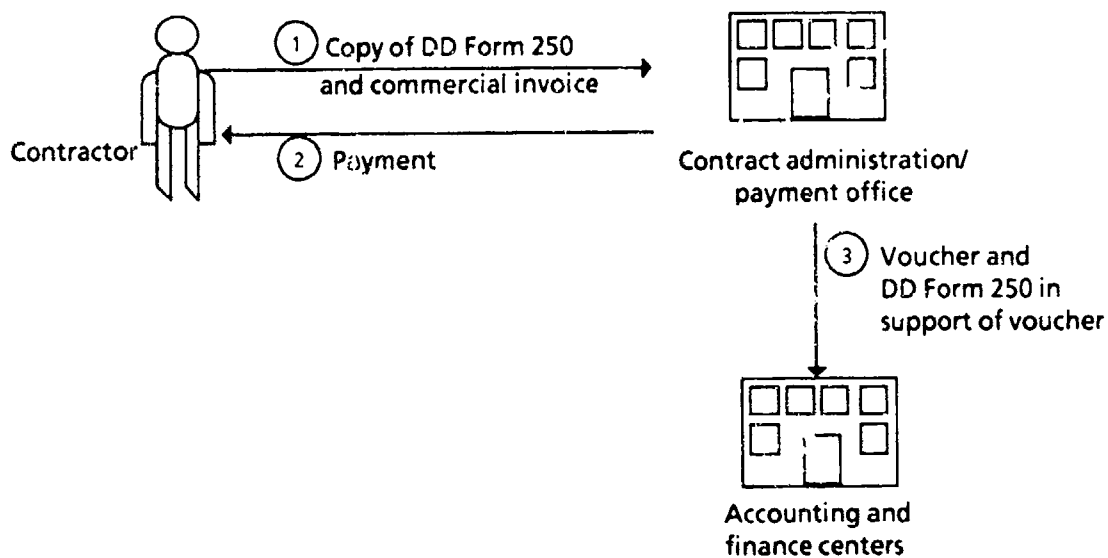 1 Copy of DD Form 250
and commercial invoice
Contractor
2 Payment
Contract administration/
payment office
3 Voucher and
DD Form 250 in
support of voucher
Accounting and
finance centers